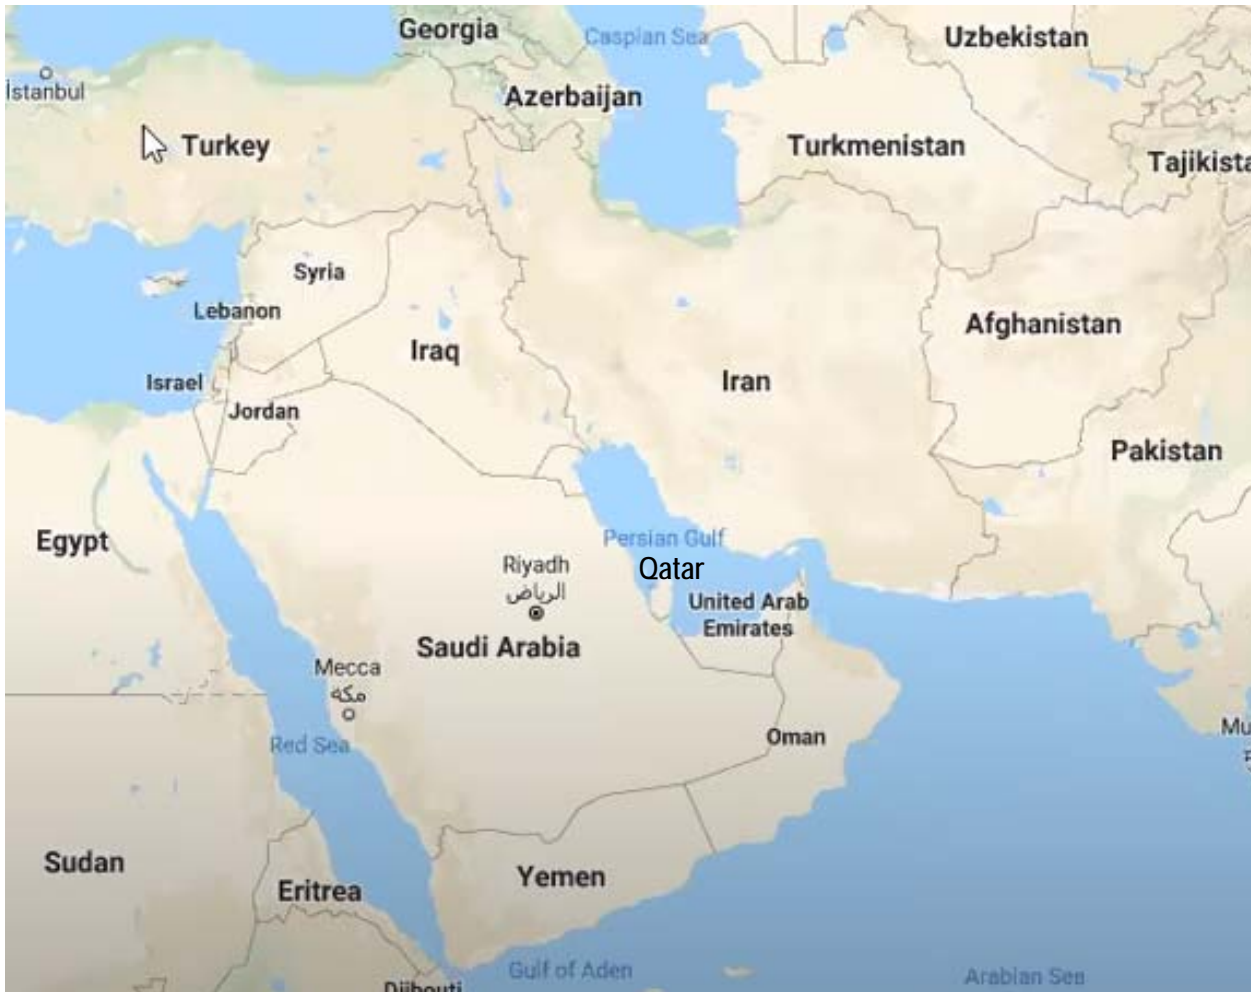 Georgia
Caspian Sea
Uzbekistan
İstanbul
Azerbaijan
Turkey
Turkmenistan
Tajikista
Syria
Lebanon
Afghanistan
Iraq
Iran
Israel
Jordan
Pakistan
Egypt
Persian Gulf
Qatar
Riyadh
الرياض
United Arab
Emirates
Saudi Arabia
Mecca
مكة
Red Sea
Oman
Mu
Sudan
Eritrea
Yemen
Gulf of Aden
Arabian Sea
Djibouti